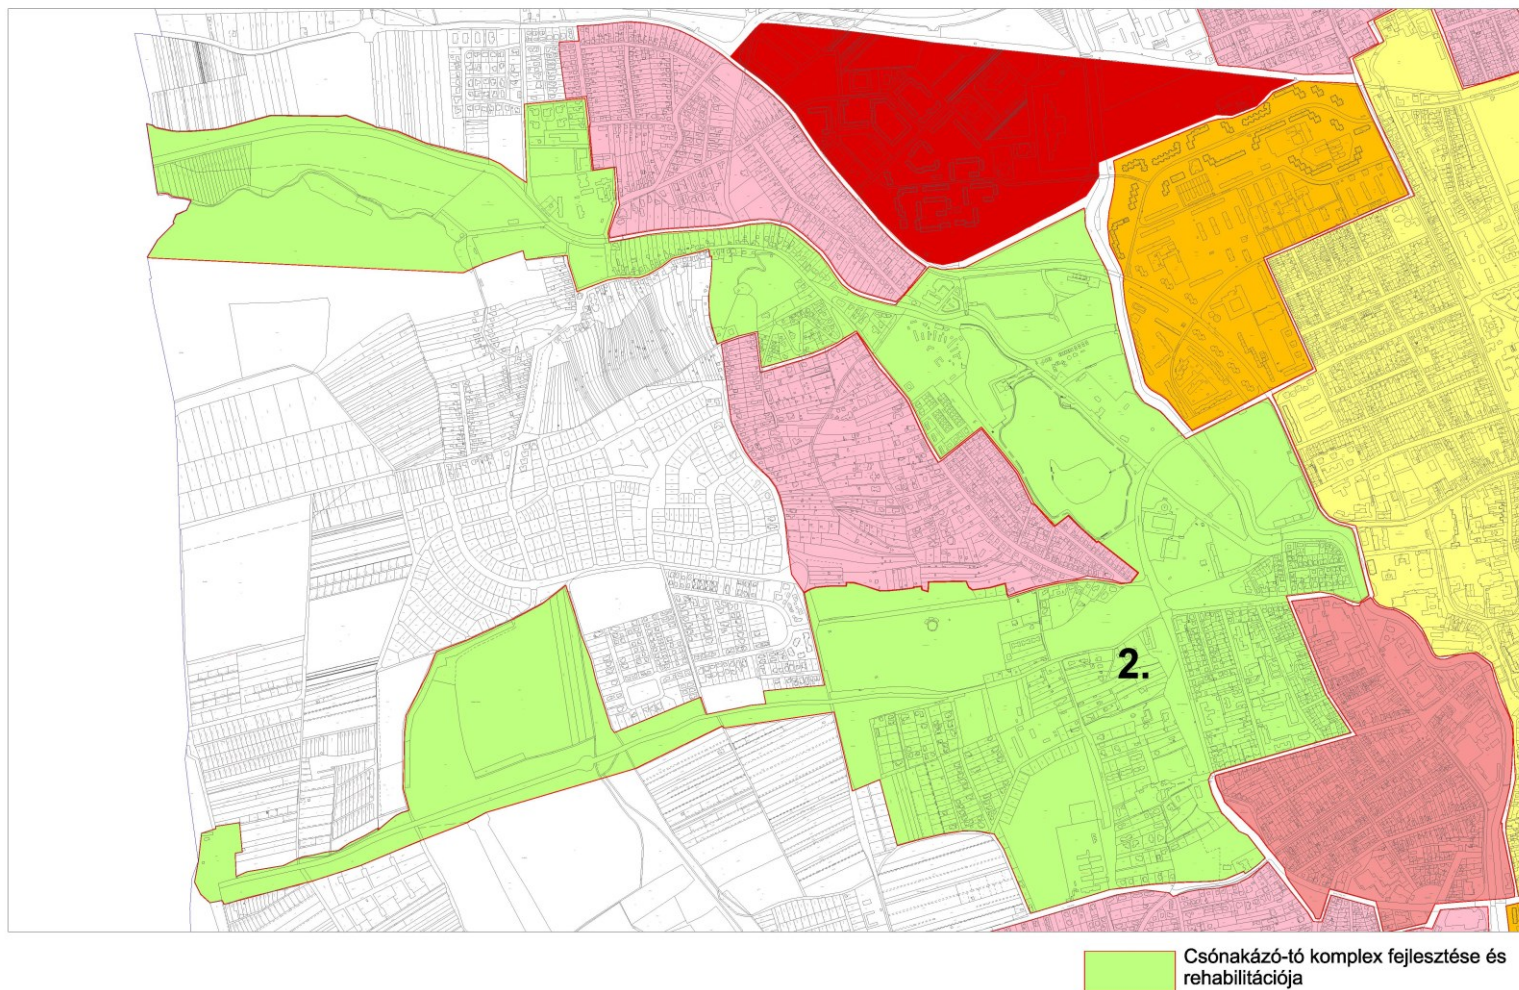 2.
Csónakázó-tó komplex fejlesztése és
rehabilitációja